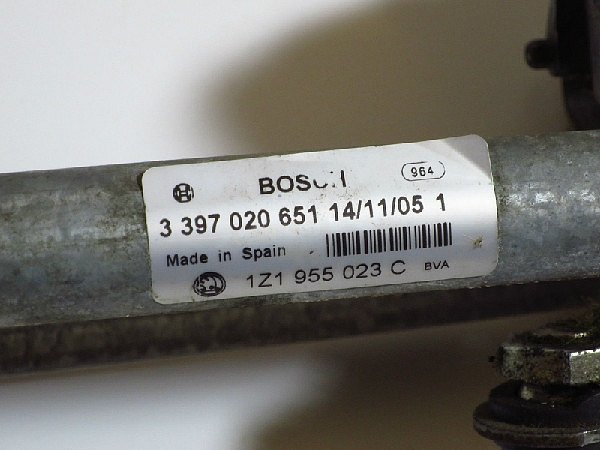 BOSCH 964
3 397 020 651 14/11/05 1
Made in Spain
1Z1 955 023 C BVA